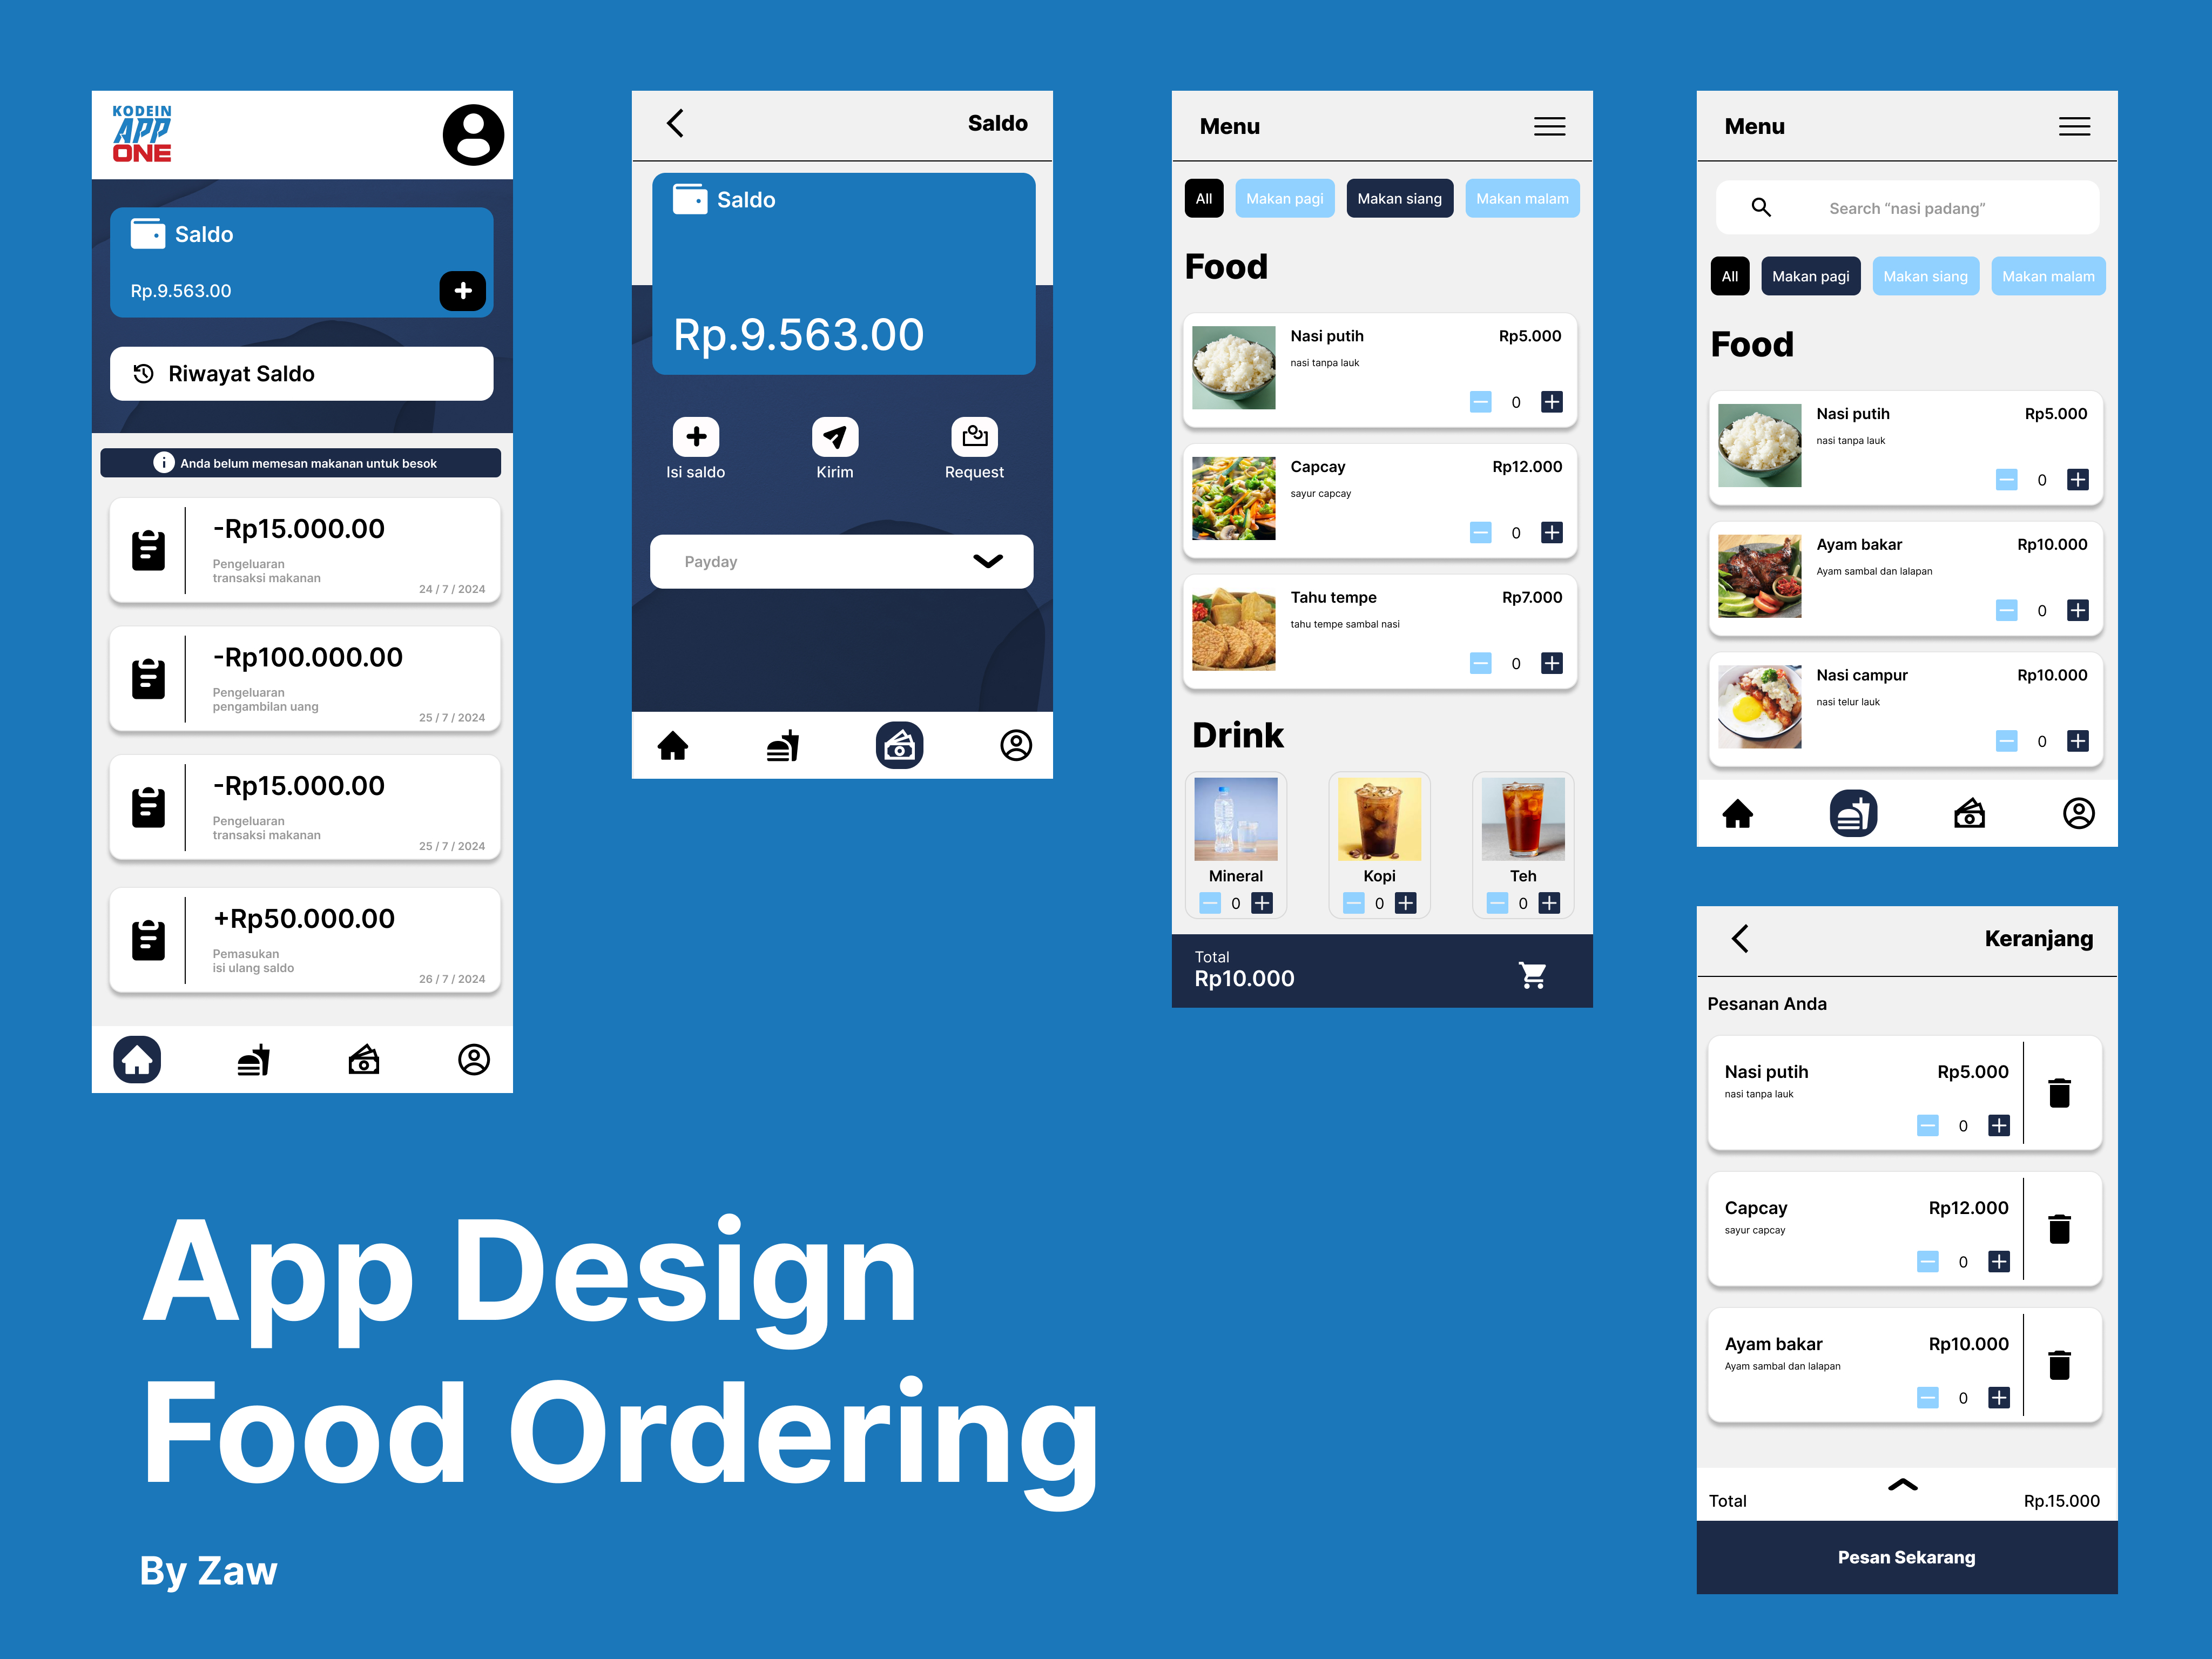 KODEIN
APP
ONE
Saldo
Rp.9.563.00
Riwayat Saldo
Anda belum memesan makanan untuk besok
-Rp15.000.00
Pengeluaran
transaksi makanan
24 / 7 / 2024
-Rp100.000.00
Pengeluaran
pengambilan uang
25 / 7 / 2024
-Rp15.000.00
Pengeluaran
transaksi makanan
25 / 7 / 2024
+Rp50.000.00
Pemasukan
isi ulang saldo
26 / 7 / 2024
Saldo
Saldo
Rp.9.563.00
Isi saldo
Kirim
Request
Payday
Menu
All
Makan pagi
Makan siang
Makan malam
Food
Nasi putih
Rp5.000
nasi tanpa lauk
0
Capcay
Rp12.000
sayur capcay
0
Tahu tempe
Rp7.000
tahu tempe sambal nasi
0
Drink
Mineral
0
Kopi
0
Teh
0
Total
Rp10.000
Menu
Search “nasi padang”
All
Makan pagi
Makan siang
Makan malam
Food
Nasi putih
Rp5.000
nasi tanpa lauk
0
Ayam bakar
Rp10.000
Ayam sambal dan lalapan
0
Nasi campur
Rp10.000
nasi telur lauk
0
Keranjang
Pesanan Anda
Nasi putih
Rp5.000
nasi tanpa lauk
0
Capcay
Rp12.000
sayur capcay
0
Ayam bakar
Rp10.000
Ayam sambal dan lalapan
0
Total
Rp.15.000
Pesan Sekarang
App Design
Food Ordering
By Zaw